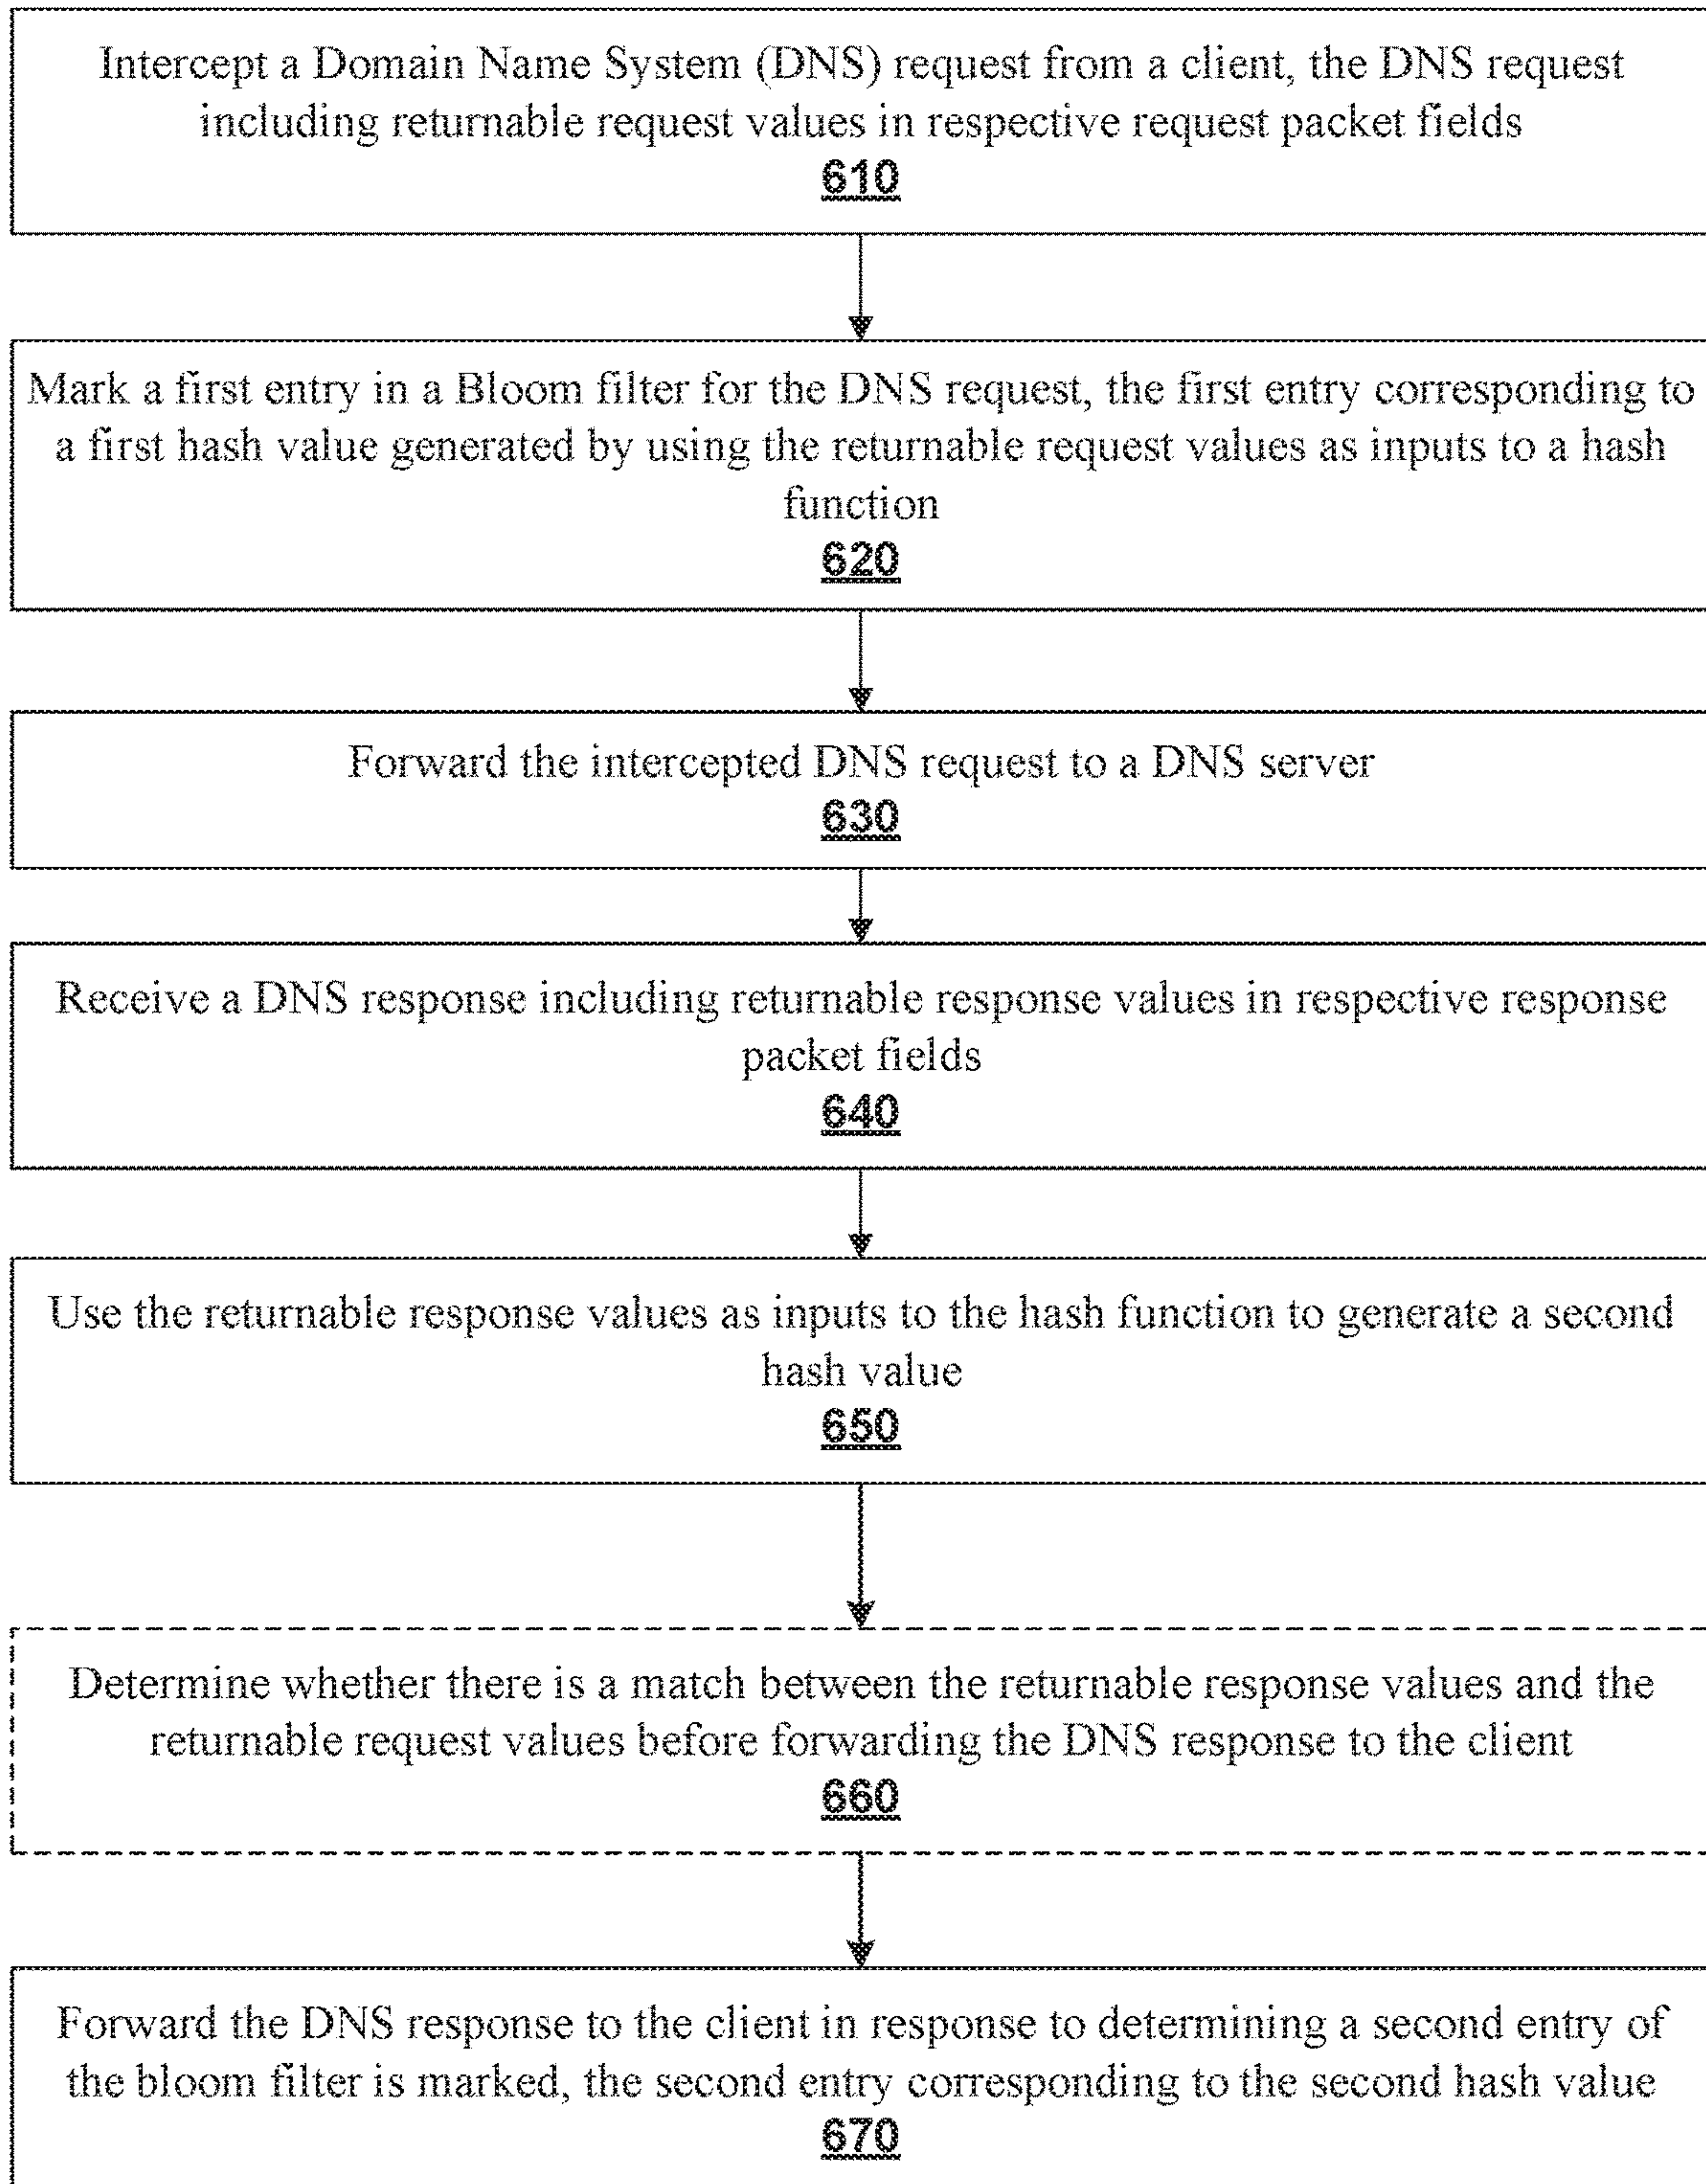 Intercept a Domain Name System (DNS) request from a client, the DNS request
including returnable request values in respective request packet fields
610
Mark a first entry in a Bloom filter for the DNS request, the first entry corresponding to
a first hash value generated by using the returnable request values as inputs to a hash
function
620
Forward the intercepted DNS request to a DNS server
630
Receive a DNS response including returnable response values in respective response
packet fields
640
Use the returnable response values as inputs to the hash function to generate a second
hash value
650
Determine whether there is a match between the returnable response values and the
returnable request values before forwarding the DNS response to the client
660
Forward the DNS response to the client in response to determining a second entry of
the bloom filter is marked, the second entry corresponding to the second hash value
670